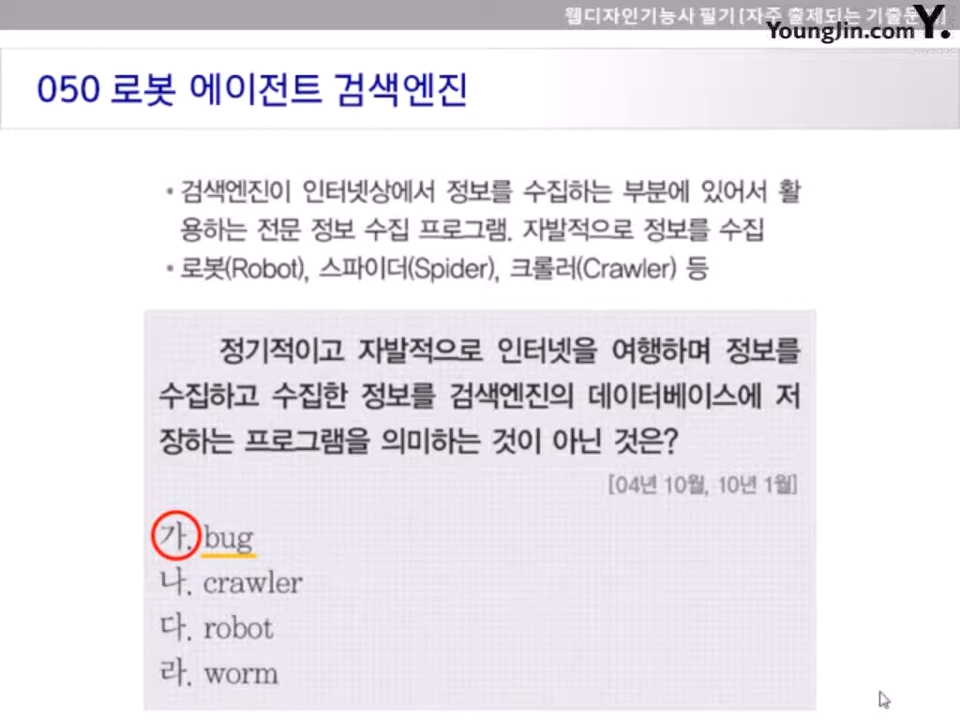 웹디자인기능사 필기 [자주 출제되는 기출문제]
YoungJin.com Y.
050 로봇 에이전트 검색엔진
• 검색엔진이 인터넷상에서 정보를 수집하는 부분에 있어서 활
용하는 전문 정보 수집 프로그램. 자발적으로 정보를 수집
• 로봇(Robot), 스파이더(Spider), 크롤러(Crawler) 등
정기적이고 자발적으로 인터넷을 여행하며 정보를
수집하고 수집한 정보를 검색엔진의 데이터베이스에 저
장하는 프로그램을 의미하는 것이 아닌 것은?
[04년 10월, 10년 1월]
가. bug
나. crawler
다. robot
라. worm